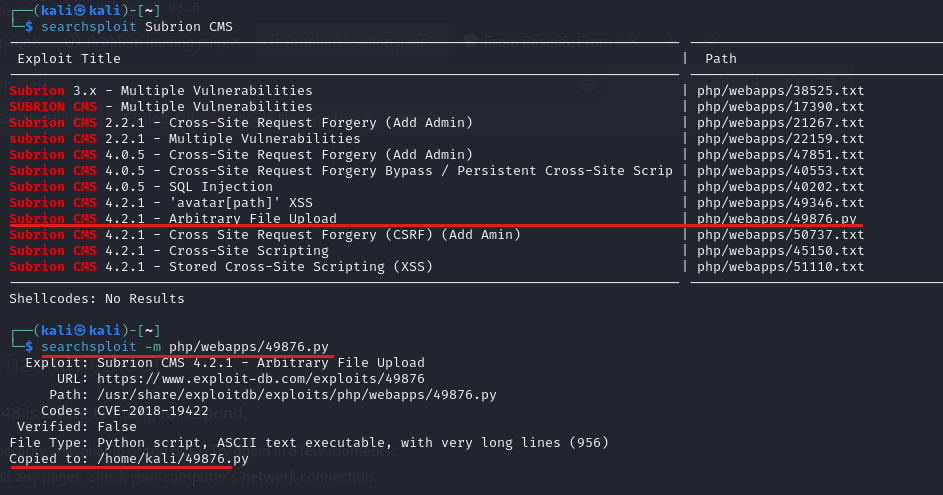 ┌──(kali㉿kali)-[~]
└─$ searchsploit Subrion CMS
Exploit Title | Path
Subrion 3.x - Multiple Vulnerabilities | php/webapps/38525.txt
SUBRION CMS - Multiple Vulnerabilities | php/webapps/17390.txt
Subrion CMS 2.2.1 - Cross-Site Request Forgery (Add Admin) | php/webapps/21267.txt
subrion CMS 2.2.1 - Multiple Vulnerabilities | php/webapps/22159.txt
Subrion CMS 4.0.5 - Cross-Site Request Forgery (Add Admin) | php/webapps/47851.txt
Subrion CMS 4.0.5 - Cross-Site Request Forgery Bypass / Persistent Cross-Site Scrip | php/webapps/40553.txt
Subrion CMS 4.0.5 - SQL Injection | php/webapps/40202.txt
Subrion CMS 4.2.1 - 'avatar[path]' XSS | php/webapps/49346.txt
Subrion CMS 4.2.1 - Arbitrary File Upload | php/webapps/49876.py
Subrion CMS 4.2.1 - Cross Site Request Forgery (CSRF) (Add Amin) | php/webapps/50737.txt
Subrion CMS 4.2.1 - Cross-Site Scripting | php/webapps/45150.txt
Subrion CMS 4.2.1 - Stored Cross-Site Scripting (XSS) | php/webapps/51110.txt
Shellcodes: No Results
┌──(kali㉿kali)-[~]
└─$ searchsploit -m php/webapps/49876.py
Exploit: Subrion CMS 4.2.1 - Arbitrary File Upload
URL: https://www.exploit-db.com/exploits/49876
Path: /usr/share/exploitdb/exploits/php/webapps/49876.py
Codes: CVE-2018-19422
Verified: False
File Type: Python script, ASCII text executable, with very long lines (956)
Copied to: /home/kali/49876.py